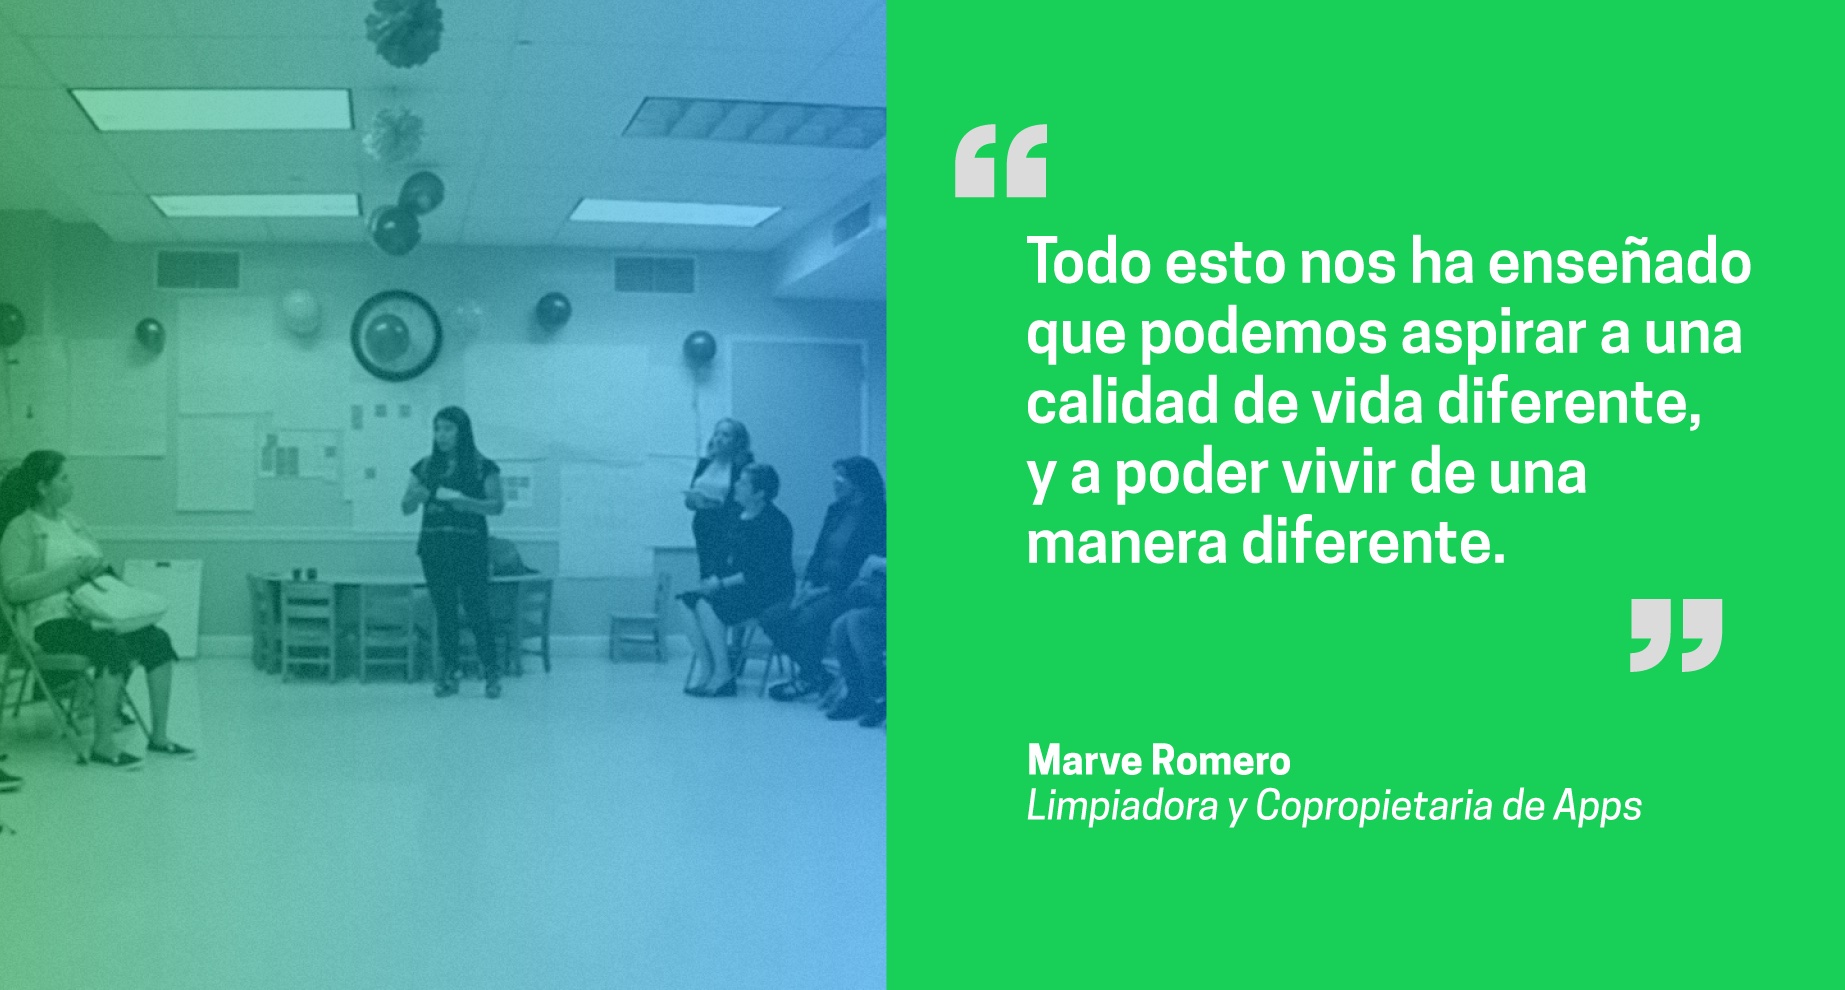 “
Todo esto nos ha enseñado
que podemos aspirar a una
calidad de vida diferente,
y a poder vivir de una
manera diferente.
”
Marve Romero
Limpiadora y Copropietaria de Apps